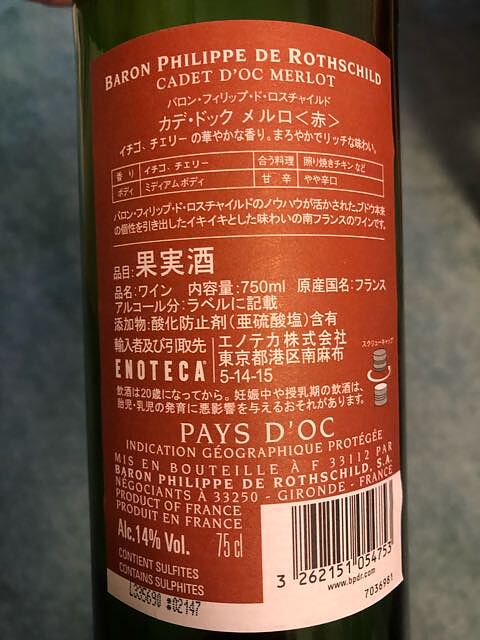 BARON PHILIPPE DE ROTHSCHILD
CADET D'OC MERLOT
バロン・フィリップ・ド・ロスチャイルド
カデ・ドック メルロ＜赤＞
イチゴ、チェリーの華やかな香り。まろやかでリッチな味わい。
香り イチゴ、チェリー 合う料理 照り焼きチキン など
ボディ ミディアムボディ 甘辛 やや辛口
バロン・フィリップ・ド・ロスチャイルドのノウハウが活かされた、ブドウ本来
の個性を引き出したイキイキとした味わいの南フランスのワインです。
品目:果実酒
品名:ワイン 内容量:750ml 原産国名:フランス
アルコール分:ラベルに記載
添加物:酸化防止剤(亜硫酸塩)含有
輸入者及び引取先 エノテカ株式会社
東京都港区南麻布
ENOTECA 5-14-15
スクリューキャップ
飲酒は20歳になってから。妊娠中や授乳期の飲酒は、
胎児・乳児の発育に悪影響を与えるおそれがあります。
PAYS D'OC
INDICATION GÉOGRAPHIQUE PROTÉGÉE
MIS EN BOUTEILLE À F 33112 PAR
BARON PHILIPPE DE ROTHSCHILD, S.A.
NÉGOCIANTS À 33250 - GIRONDE - FRANCE
PRODUCT OF FRANCE
PRODUIT EN FRANCE
Alc.14% Vol. 75 cl
CONTIENT SULFITES
CONTAINS SULPHITES
3 262151 054753
www.bpdr.com
7036981
02147